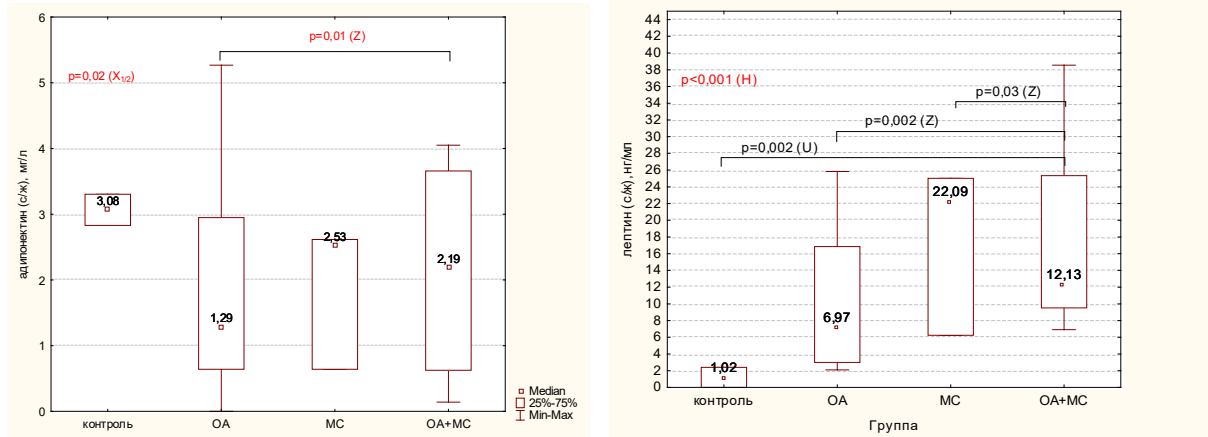 6
5
4
3
2
1
0
адипонектин (с/ж), мг/л
p=0,01 (Z)
p=0,02 (X1/2)
3,08
1,29
2,53
2,19
контроль
ОА
МС
ОА+МС
Median
25%-75%
Min-Max
44
40
38
36
34
32
30
28
26
24
22
20
18
16
14
12
10
8
6
4
2
0
лептин (с/ж),нг/мл
p<0,001 (H)
p=0,03 (Z)
p=0,002 (Z)
p=0,002 (U)
1,02
6,97
22,09
12,13
контроль
ОА
МС
ОА+МС
Группа